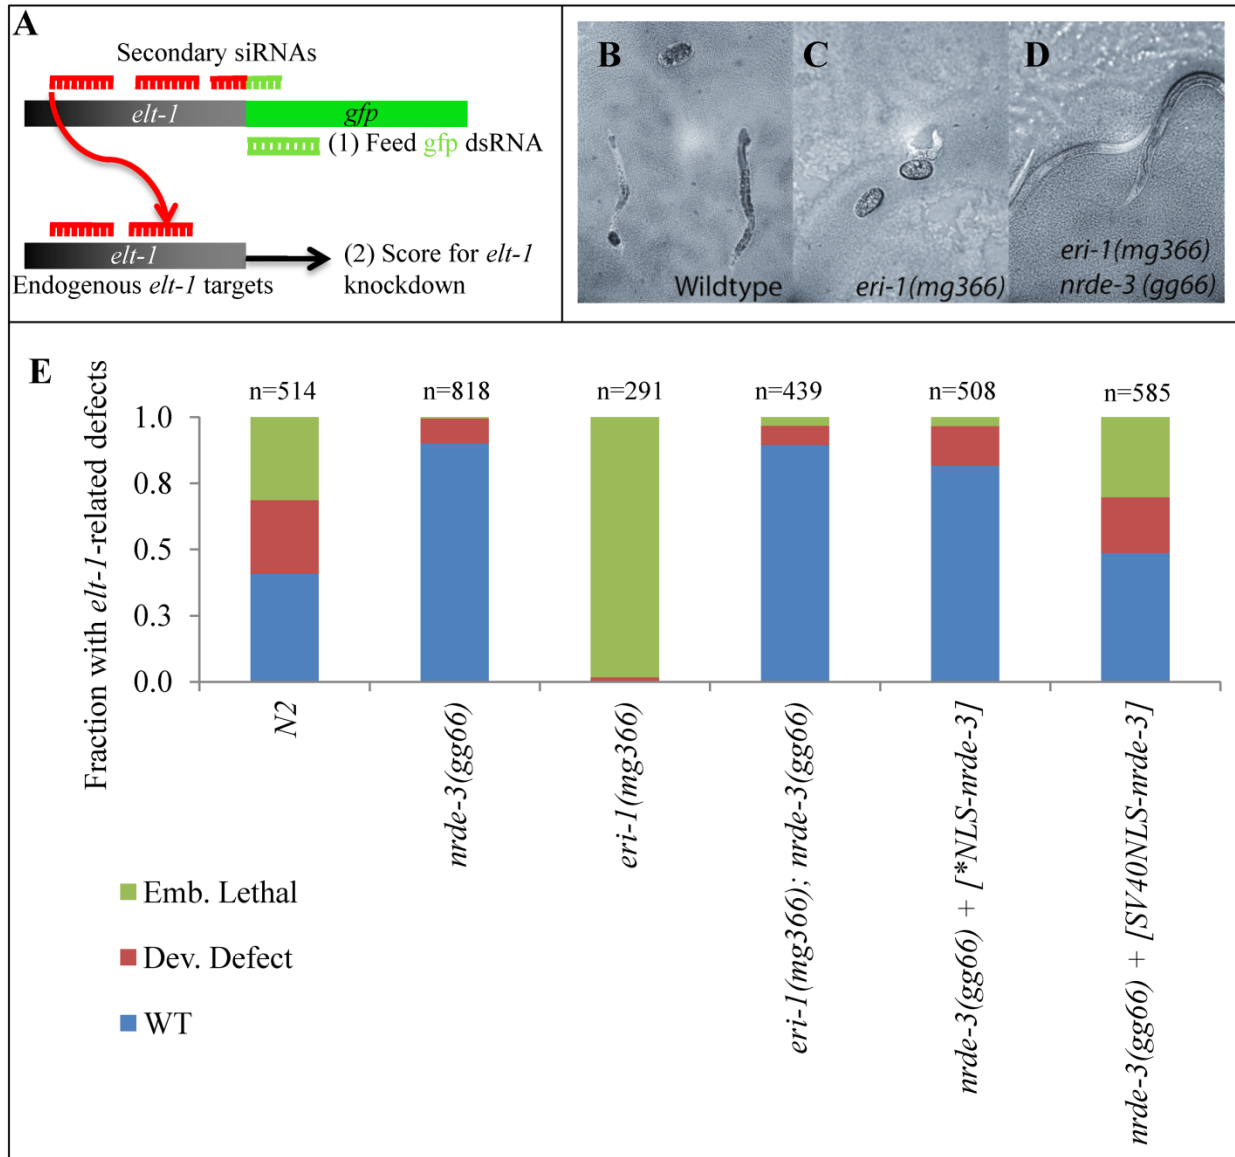 A
Secondary siRNAs
elt-1
gfp
(1) Feed gfp dsRNA
elt-1
Endogenous elt-1 targets
(2) Score for elt-1
knockdown
B
Wildtype
C
eri-1(mg366)
D
eri-1(mg366)
nrde-3 (gg66)
E
Fraction with elt-1-related defects
n=514
n=818
n=291
n=439
n=508
n=585
1.0
0.8
0.5
0.3
0.0
N2
nrde-3(gg66)
eri-1(mg366)
eri-1(mg366); nrde-3(gg66)
nrde-3(gg66) + [*NLS-nrde-3]
nrde-3(gg66) + [SV40NLS-nrde-3]
Emb. Lethal
Dev. Defect
WT